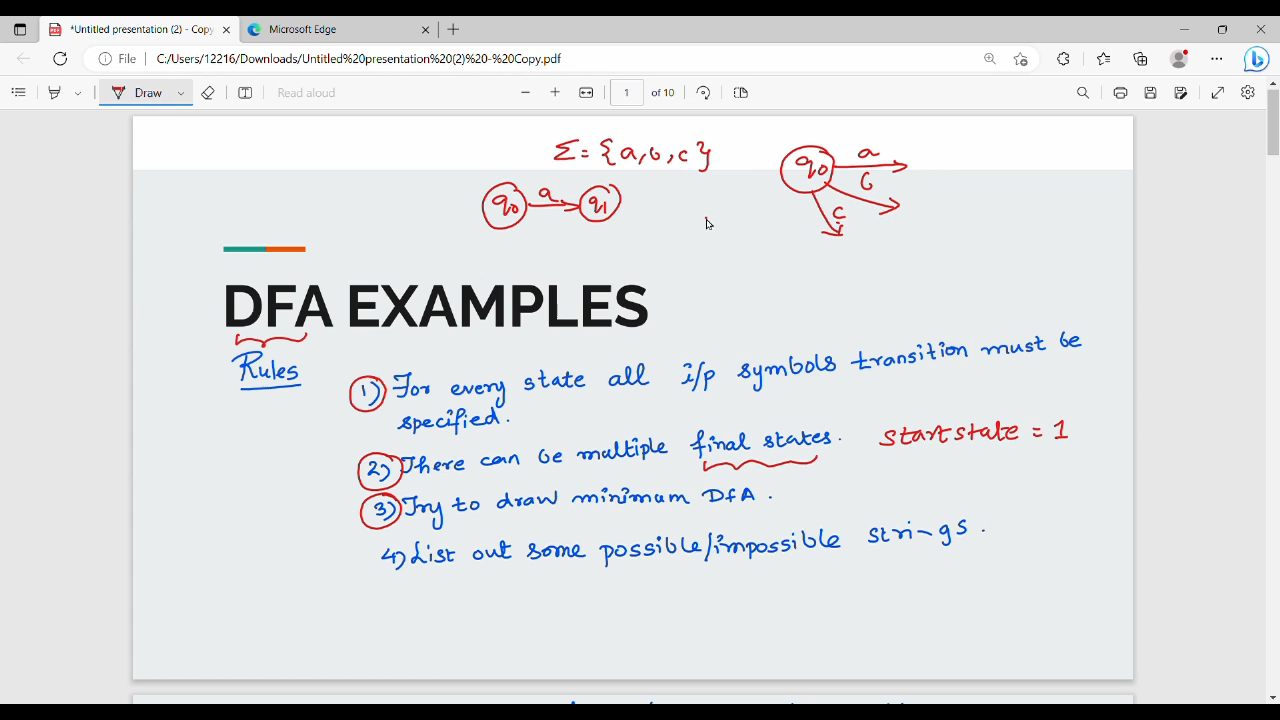 *Untitled presentation (2) - Copy
Microsoft Edge
File C:/Users/12216/Downloads/Untitled%20presentation%20(2)%20-%20Copy.pdf
Draw Read aloud 1 of 10
Σ = {a, b, c}
q0 a q1
q0 a
b
c
DFA EXAMPLES
Rules
1) For every state all i/p symbols transition must be
specified.
2) There can be multiple final states. start state = 1
3) Try to draw minimum DFA.
4) List out some possible/impossible strings.